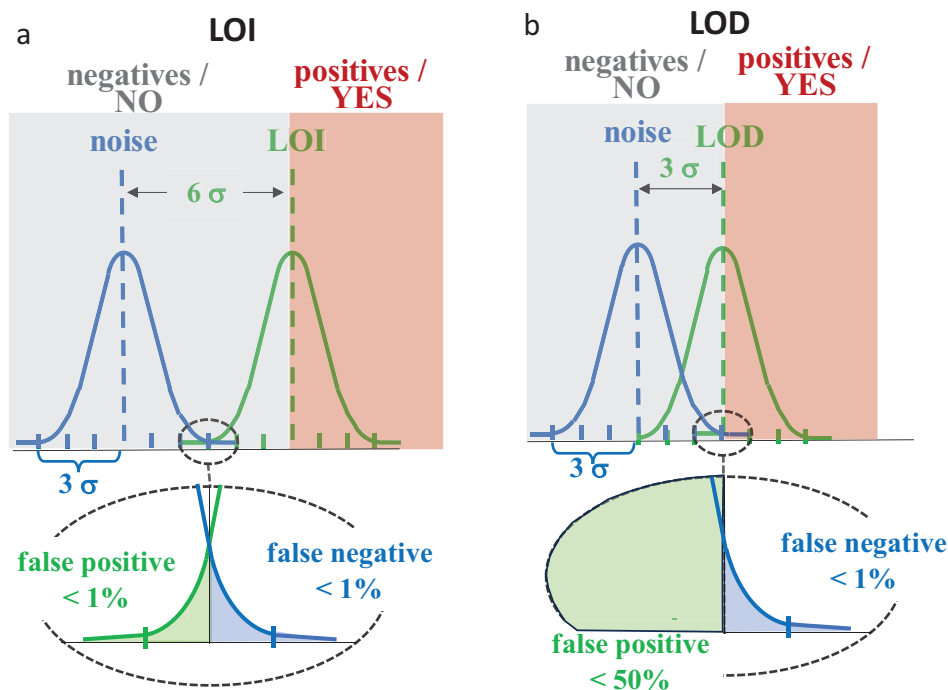 a
LOI
negatives /
NO
positives /
YES
noise
LOI
6 σ
3 σ
false positive
< 1%
false negative
< 1%
b
LOD
negatives /
NO
positives /
YES
noise
LOD
3 σ
3 σ
false negative
< 1%
false positive
< 50%